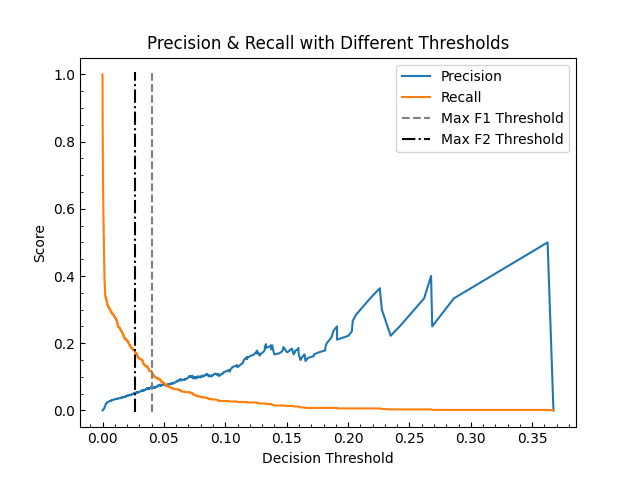 Precision & Recall with Different Thresholds
Precision
Recall
Max F1 Threshold
Max F2 Threshold
Score
1.0
0.8
0.6
0.4
0.2
0.0
0.00 0.05 0.10 0.15 0.20 0.25 0.30 0.35
Decision Threshold